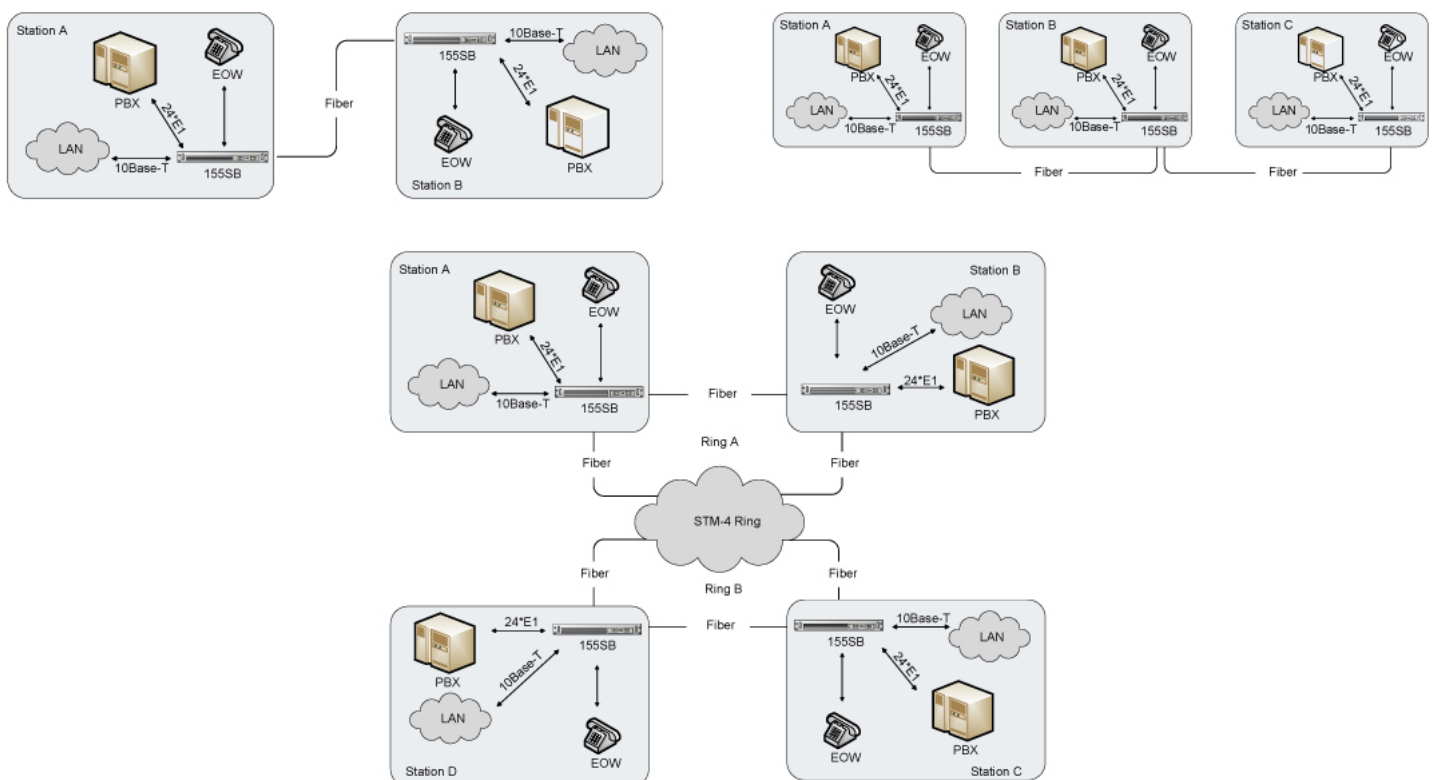 Station A
EOW
PBX
24*E1
LAN
10Base-T
155SB
Fiber
10Base-T
LAN
155SB
24*E1
EOW
PBX
Station B
Station A
EOW
PBX
24*E1
LAN
10Base-T
155SB
Station B
EOW
PBX
24*E1
LAN
10Base-T
155SB
Station C
EOW
PBX
24*E1
LAN
10Base-T
155SB
Fiber
Fiber
Station A
EOW
PBX
24*E1
LAN
10Base-T
155SB
Fiber
Station B
EOW
LAN
10Base-T
24*E1
155SB
PBX
Ring A
Fiber
Fiber
STM-4 Ring
Fiber
Fiber
Ring B
24*E1
155SB
PBX
10Base-T
LAN
EOW
Station D
Fiber
10Base-T
LAN
155SB
24*E1
PBX
EOW
Station C